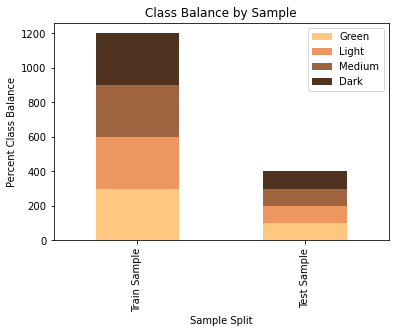 Class Balance by Sample
Green
Light
Medium
Dark
Percent Class Balance
1200
1000
800
600
400
200
0
Train Sample
Test Sample
Sample Split